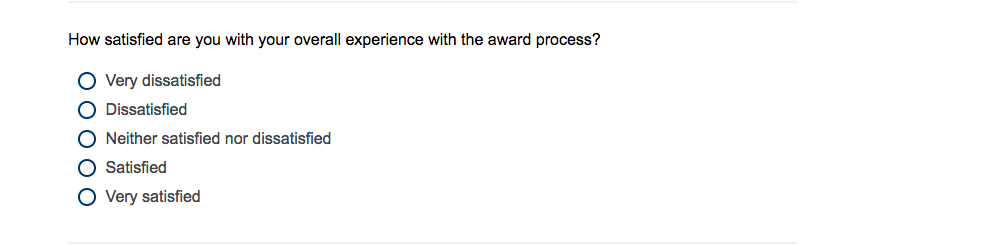 How satisfied are you with your overall experience with the award process?
Very dissatisfied
Dissatisfied
Neither satisfied nor dissatisfied
Satisfied
Very satisfied